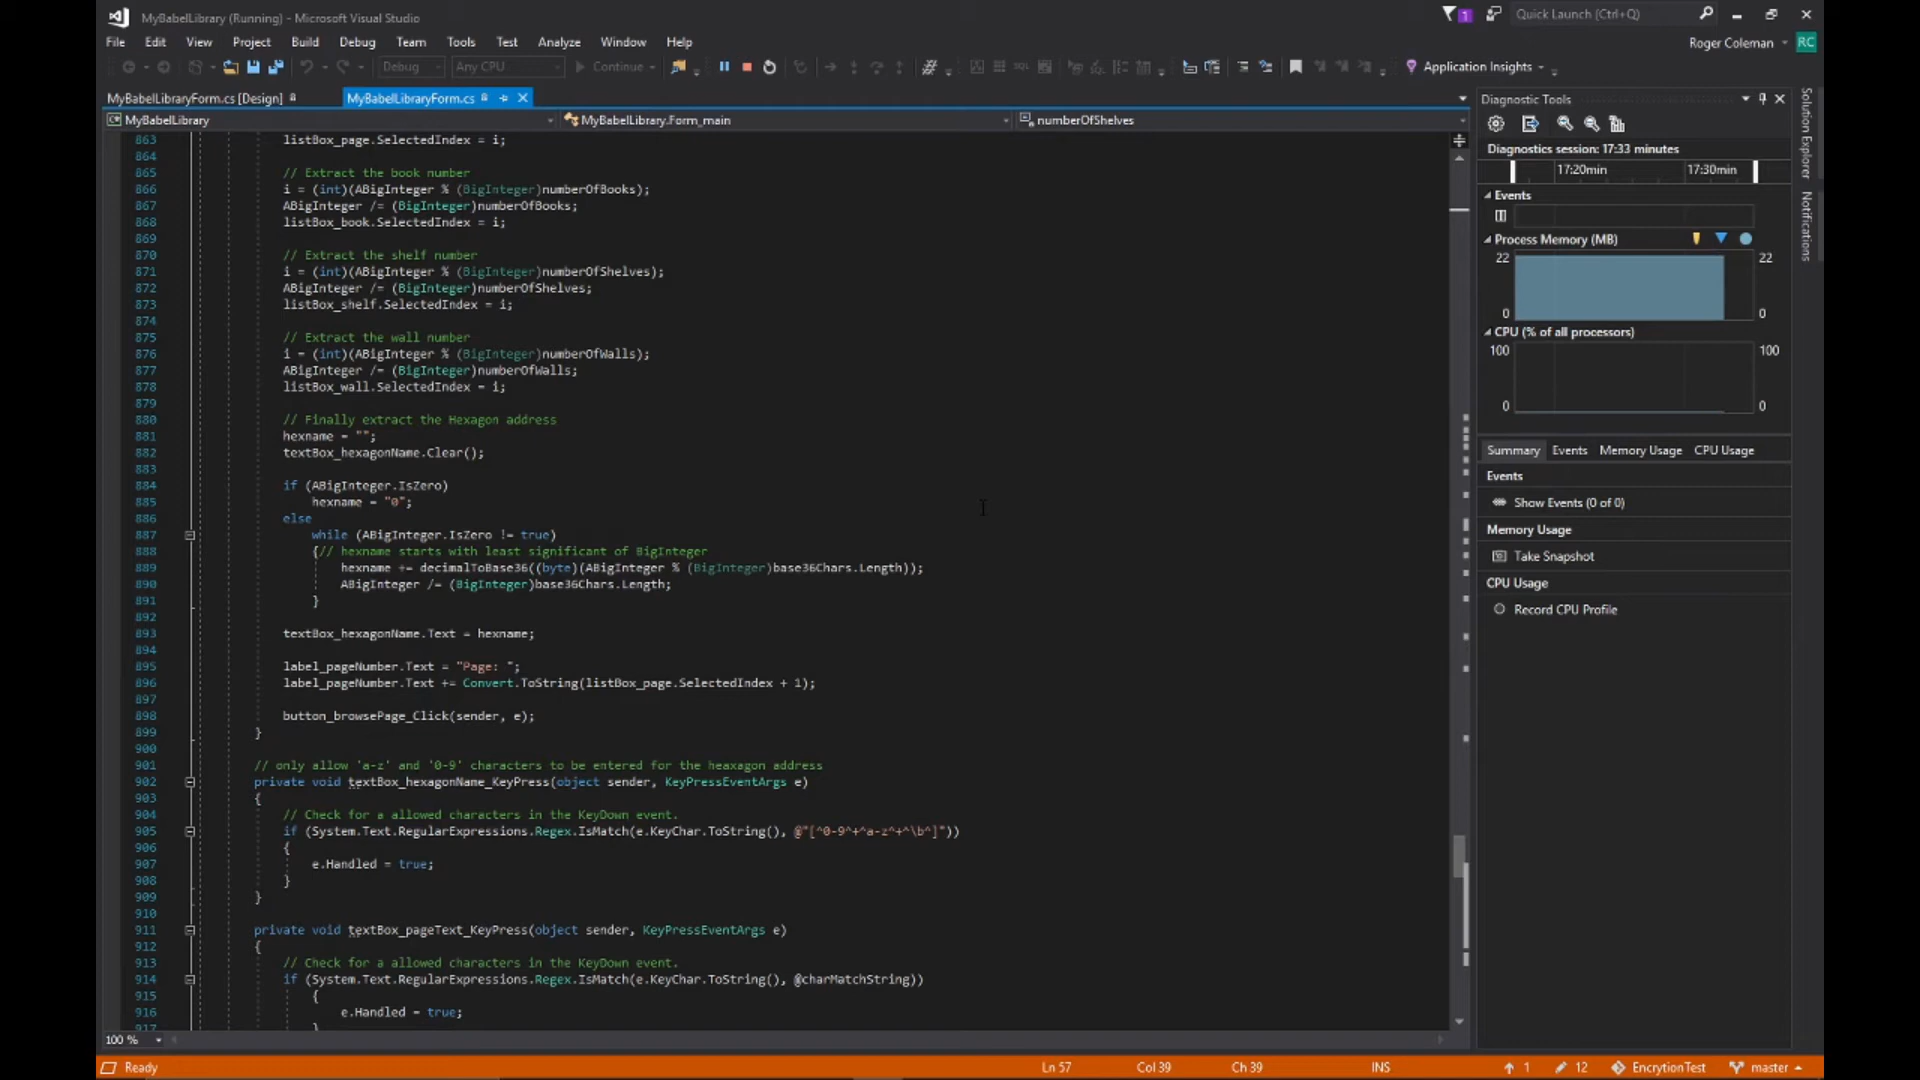 MyBabelLibrary (Running) - Microsoft Visual Studio
1
Quick Launch (Ctrl+Q)
File Edit View Project Build Debug Team Tools Test Analyze Window Help
Roger Coleman RC
Debug Any CPU Continue Application Insights
MyBabelLibraryForm.cs [Design] MyBabelLibraryForm.cs
MyBabelLibrary MyBabelLibrary.Form_main numberOfShelves
863 listBox_page.SelectedIndex = i;
864
865 // Extract the book number
866 i = (int)(ABigInteger % (BigInteger)numberOfBooks);
867 ABigInteger /= (BigInteger)numberOfBooks;
868 listBox_book.SelectedIndex = i;
869
870 // Extract the shelf number
871 i = (int)(ABigInteger % (BigInteger)numberOfShelves);
872 ABigInteger /= (BigInteger)numberOfShelves;
873 listBox_shelf.SelectedIndex = i;
874
875 // Extract the wall number
876 i = (int)(ABigInteger % (BigInteger)numberOfWalls);
877 ABigInteger /= (BigInteger)numberOfWalls;
878 listBox_wall.SelectedIndex = i;
879
880 // Finally extract the Hexagon address
881 hexname = "";
882 textBox_hexagonName.Clear();
883
884 if (ABigInteger.IsZero)
885 hexname = "0";
886 else
887 while (ABigInteger.IsZero != true)
888 {// hexname starts with least significant of BigInteger
889 hexname += decimalToBase36((byte)(ABigInteger % (BigInteger)base36Chars.Length));
890 ABigInteger /= (BigInteger)base36Chars.Length;
891 }
892
893 textBox_hexagonName.Text = hexname;
894
895 label_pageNumber.Text = "Page: ";
896 label_pageNumber.Text += Convert.ToString(listBox_page.SelectedIndex + 1);
897
898 button_browsePage_Click(sender, e);
899 }
900
901 // only allow 'a-z' and '0-9' characters to be entered for the heaxagon address
902 private void textBox_hexagonName_KeyPress(object sender, KeyPressEventArgs e)
903 {
904 // Check for a allowed characters in the KeyDown event.
905 if (System.Text.RegularExpressions.Regex.IsMatch(e.KeyChar.ToString(), @"[^0-9^+^a-z^+^\b^]"))
906 {
907 e.Handled = true;
908 }
909 }
910
911 private void textBox_pageText_KeyPress(object sender, KeyPressEventArgs e)
912 {
913 // Check for a allowed characters in the KeyDown event.
914 if (System.Text.RegularExpressions.Regex.IsMatch(e.KeyChar.ToString(), @charMatchString))
915 {
916 e.Handled = true;
917 }
100 %
Diagnostic Tools
Diagnostics session: 17:33 minutes
17:20min 17:30min
Events
Process Memory (MB)
22 22
0 0
CPU (% of all processors)
100 100
0 0
Summary Events Memory Usage CPU Usage
Events
Show Events (0 of 0)
Memory Usage
Take Snapshot
CPU Usage
Record CPU Profile
Solution Explorer
Notifications
Ready Ln 57 Col 39 Ch 39 INS 1 12 EncrytionTest master